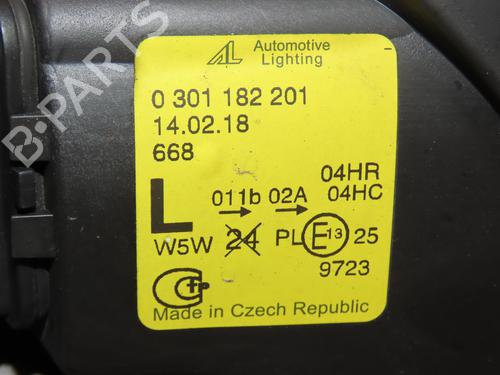 B-PARTS
AL Automotive
Lighting
0 301 182 201
14.02.18
668
L 011b 02A 04HR
04HC
W5W 24 PL E13 25
9723
Made in Czech Republic